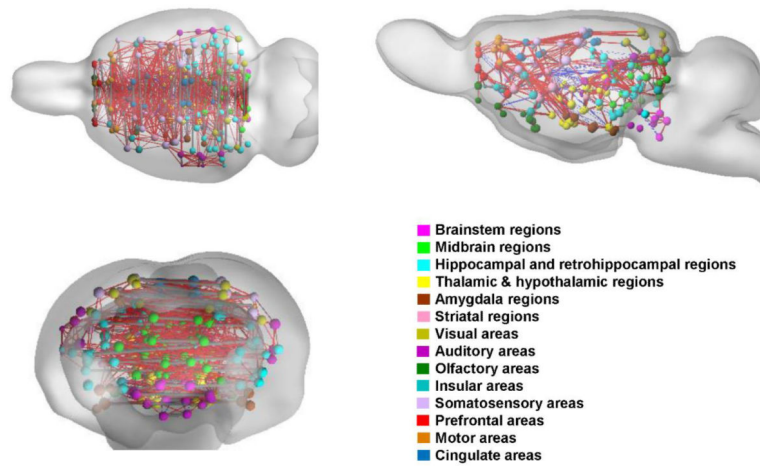 Brainstem regions
Midbrain regions
Hippocampal and retrohippocampal regions
Thalamic & hypothalamic regions
Amygdala regions
Striatal regions
Visual areas
Auditory areas
Olfactory areas
Insular areas
Somatosensory areas
Prefrontal areas
Motor areas
Cingulate areas